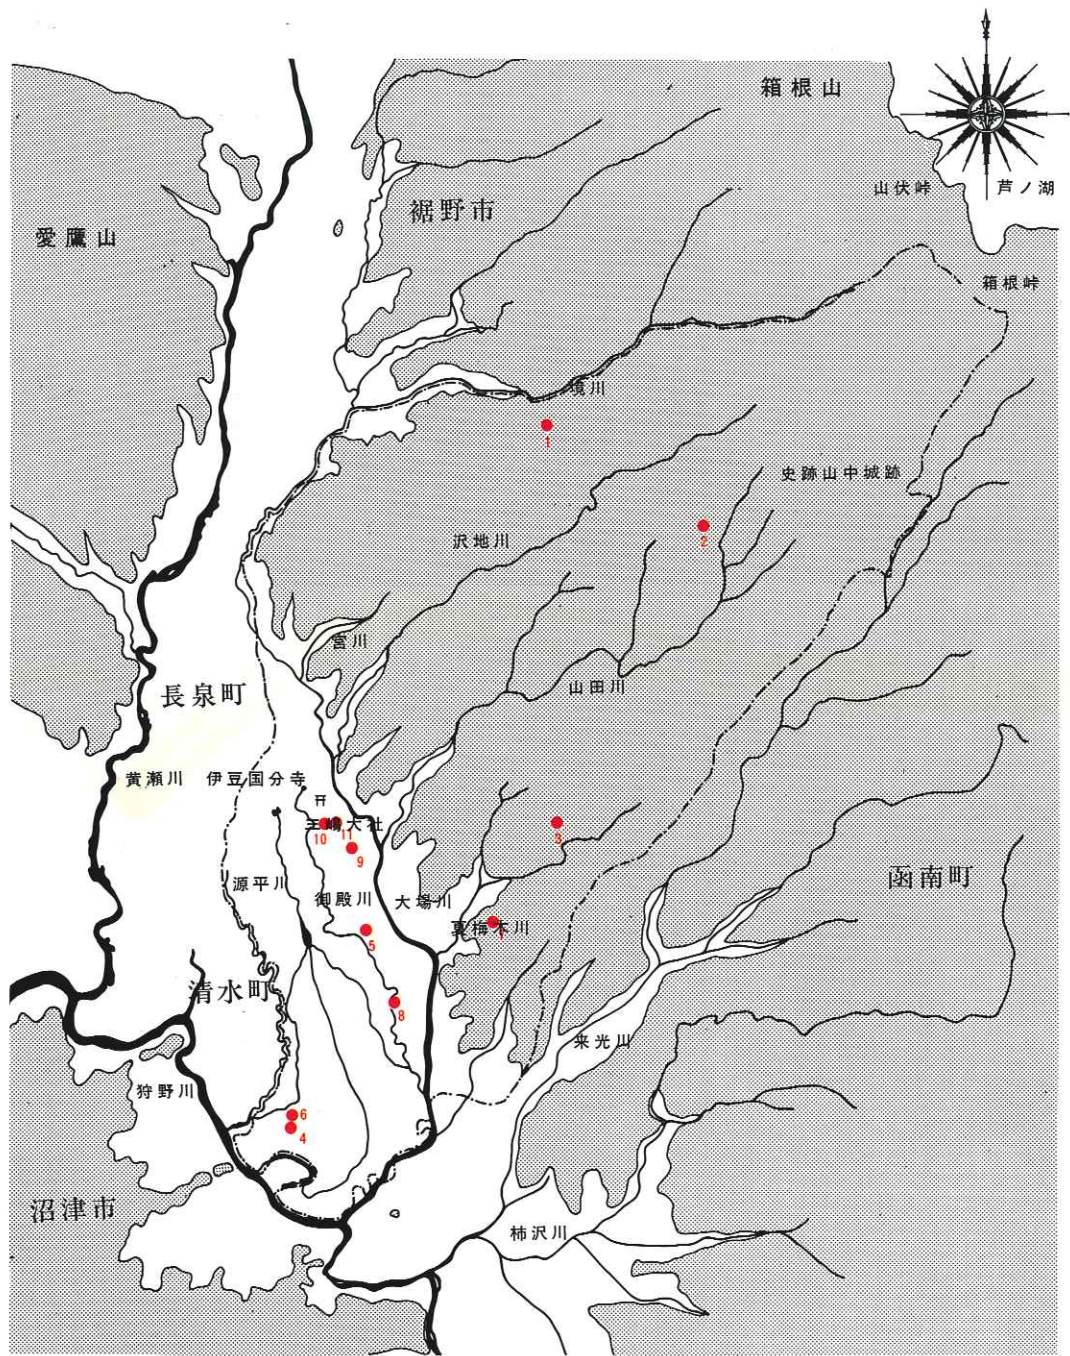 箱根山
山伏峠
芦ノ湖
裾野市
愛鷹山
箱根峠
境川
1
史跡山中城跡
2
沢地川
宮川
山田川
長泉町
黄瀬川
伊豆国分寺
三嶋大社
10
11
9
3
函南町
源平川
御殿川
大場川
夏梅木川
5
清水町
8
来光川
狩野川
6
4
沼津市
柿沢川